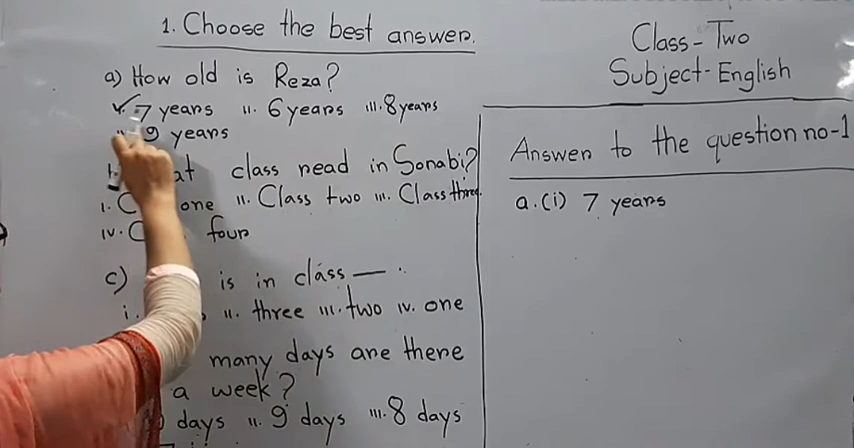 1. Choose the best answer.
a) How old is Reza?
7 years ii. 6 years iii. 8 years
9 years
class read in Sonabi?
i. one ii. Class two iii. Class three
iv. four
c) is in class — .
i. ii. three iii. two iv. one
many days are there
a week?
days ii. 9 days iii. 8 days
Class - Two
Subject - English
Answer to the question no-1
a. (i) 7 years